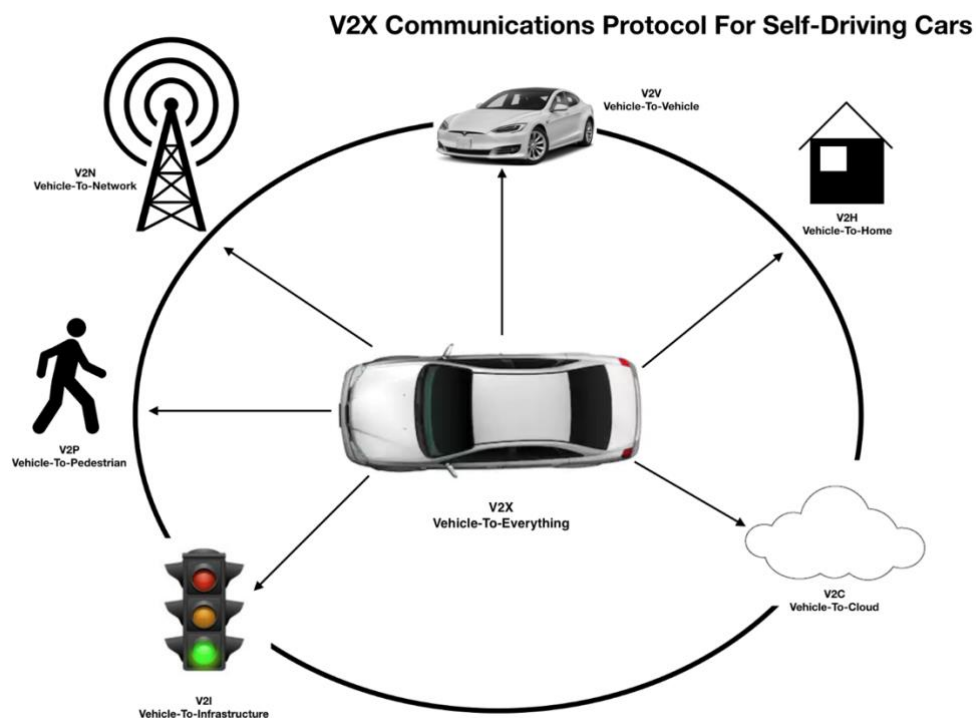 V2X Communications Protocol For Self-Driving Cars
V2V
Vehicle-To-Vehicle
V2N
Vehicle-To-Network
V2H
Vehicle-To-Home
V2P
Vehicle-To-Pedestrian
V2X
Vehicle-To-Everything
V2C
Vehicle-To-Cloud
V2I
Vehicle-To-Infrastructure